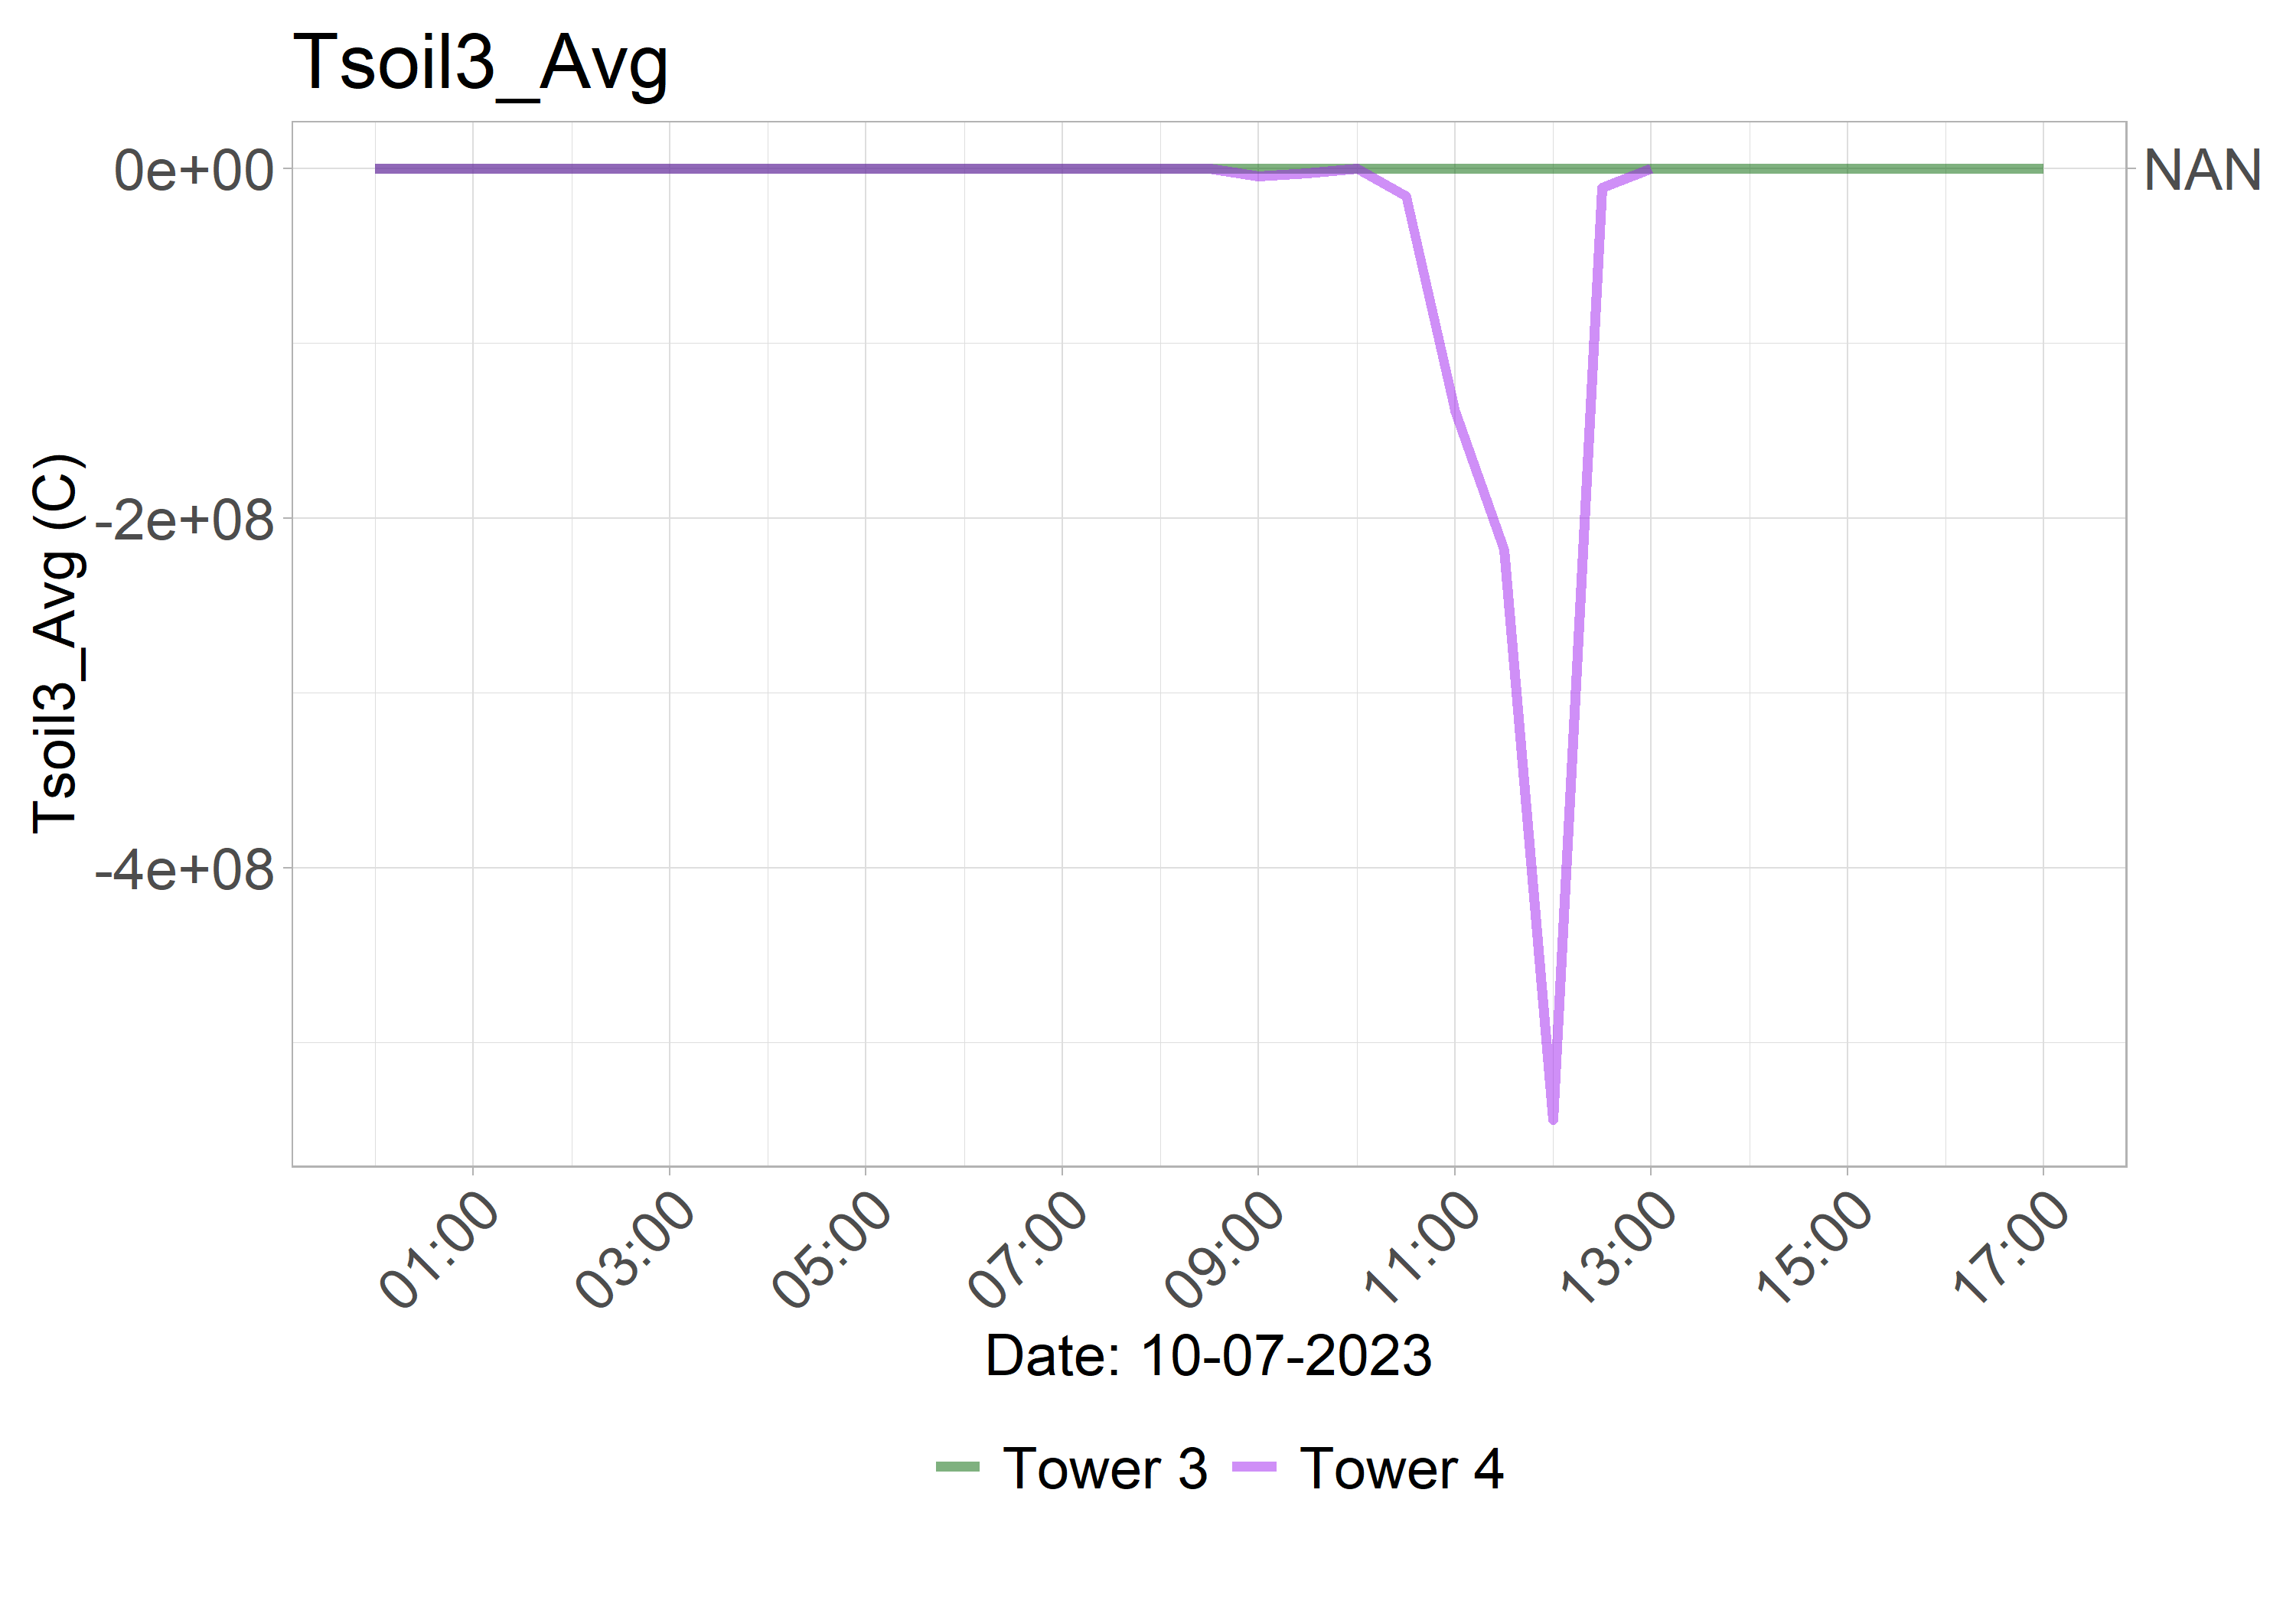 Tsoil3_Avg
0e+00
NAN
-2e+08
-4e+08
Tsoil3_Avg (C)
01:00
03:00
05:00
07:00
09:00
11:00
13:00
15:00
17:00
Date: 10-07-2023
Tower 3
Tower 4